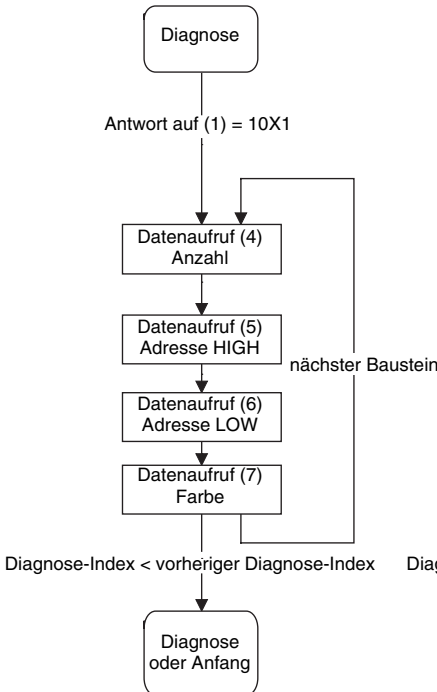 Diagnose
Antwort auf (1) = 10X1
Datenaufruf (4)
Anzahl
Datenaufruf (5)
Adresse HIGH
nächster Baustein
Datenaufruf (6)
Adresse LOW
Datenaufruf (7)
Farbe
Diagnose-Index < vorheriger Diagnose-Index
Diagnose
oder Anfang